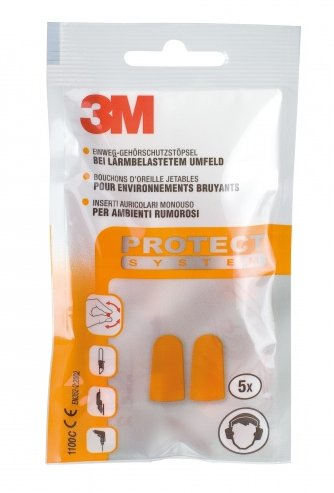 3M
EINWEG-GEHÖRSCHUTZSTÖPSEL
BEI LÄRMBELASTETEM UMFELD
BOUCHONS D'OREILLE JETABLES
POUR ENVIRONNEMENTS BRUYANTS
INSERTI AURICOLARI MONOUSO
PER AMBIENTI RUMOROSI
PROTECT
SYSTEM
5x
1100C CE